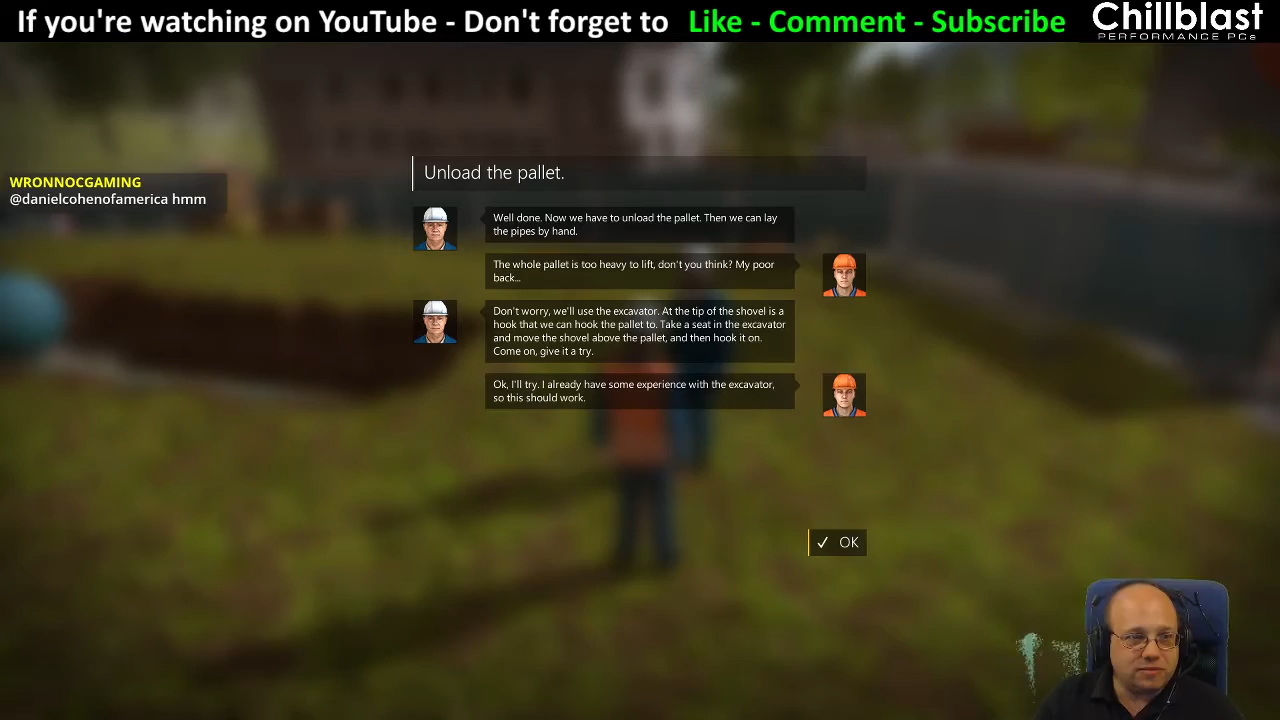 If you're watching on YouTube - Don't forget to Like - Comment - Subscribe
Chillblast
PERFORMANCE PCs
WRONNOCGAMING
@danielcohenofamerica hmm
Unload the pallet.
Well done. Now we have to unload the pallet. Then we can lay
the pipes by hand.
The whole pallet is too heavy to lift, don't you think? My poor
back...
Don't worry, we'll use the excavator. At the tip of the shovel is a
hook that we can hook the pallet to. Take a seat in the excavator
and move the shovel above the pallet, and then hook it on.
Come on, give it a try.
Ok, I'll try. I already have some experience with the excavator,
so this should work.
✓ OK